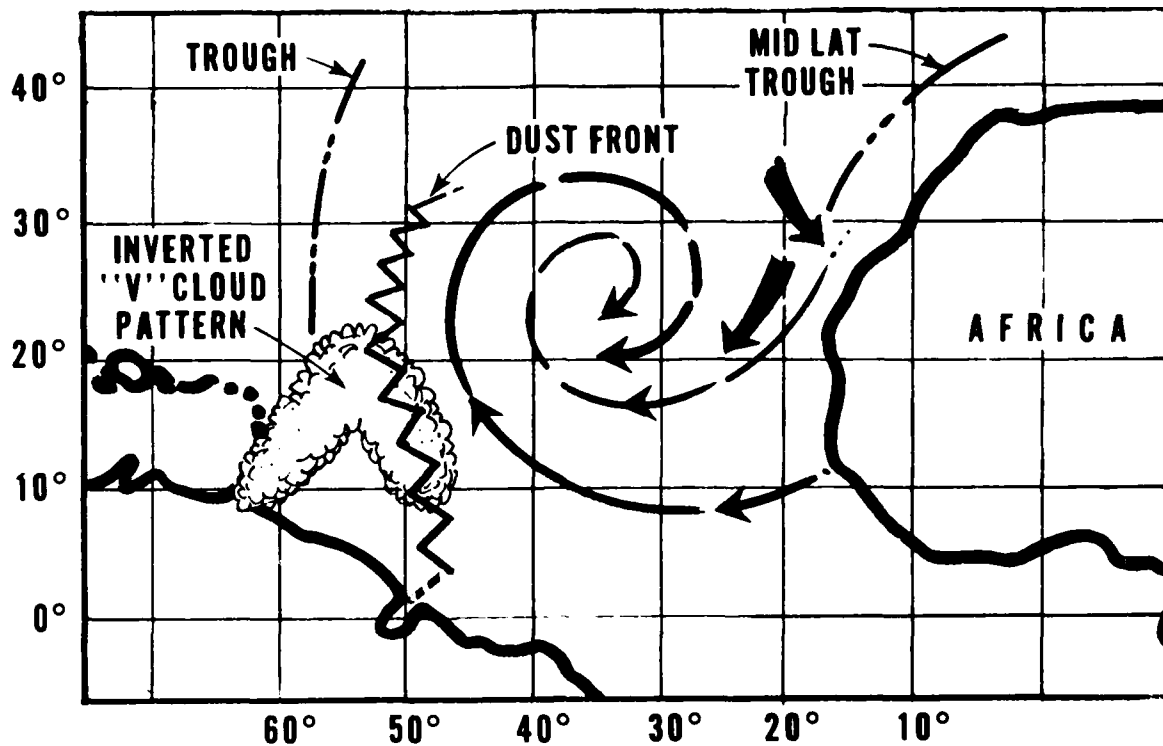 TROUGH
MID LAT
TROUGH
40°
DUST FRONT
30°
INVERTED
"V" CLOUD
PATTERN
AFRICA
20°
10°
0°
60° 50° 40° 30° 20° 10°